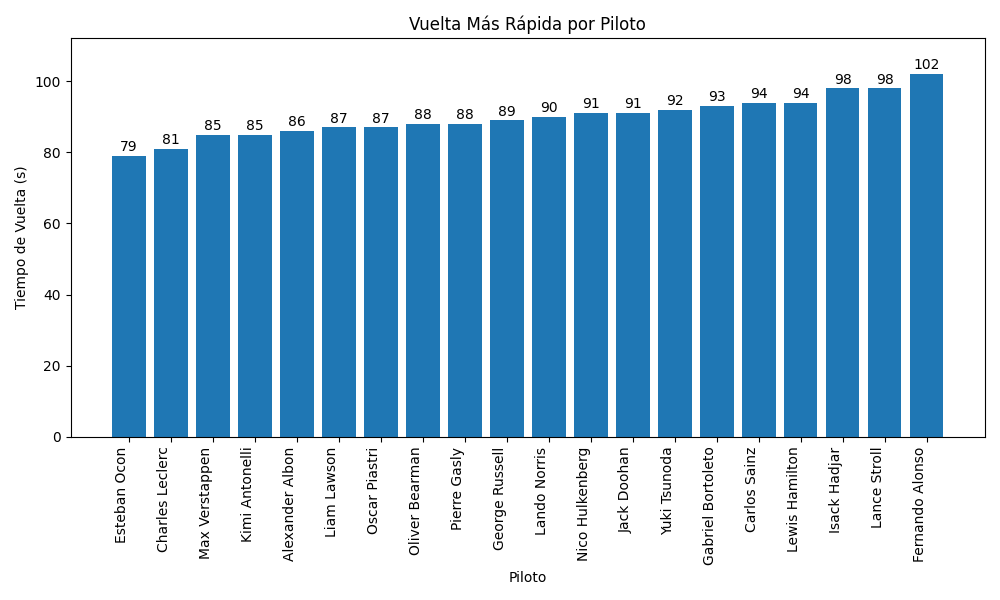 Vuelta Más Rápida por Piloto
Tiempo de Vuelta (s)
100
80
60
40
20
0
79
81
85
85
86
87
87
88
88
89
90
91
91
92
93
94
94
98
98
102
Esteban Ocon
Charles Leclerc
Max Verstappen
Kimi Antonelli
Alexander Albon
Liam Lawson
Oscar Piastri
Oliver Bearman
Pierre Gasly
George Russell
Lando Norris
Nico Hulkenberg
Jack Doohan
Yuki Tsunoda
Gabriel Bortoleto
Carlos Sainz
Lewis Hamilton
Isack Hadjar
Lance Stroll
Fernando Alonso
Piloto